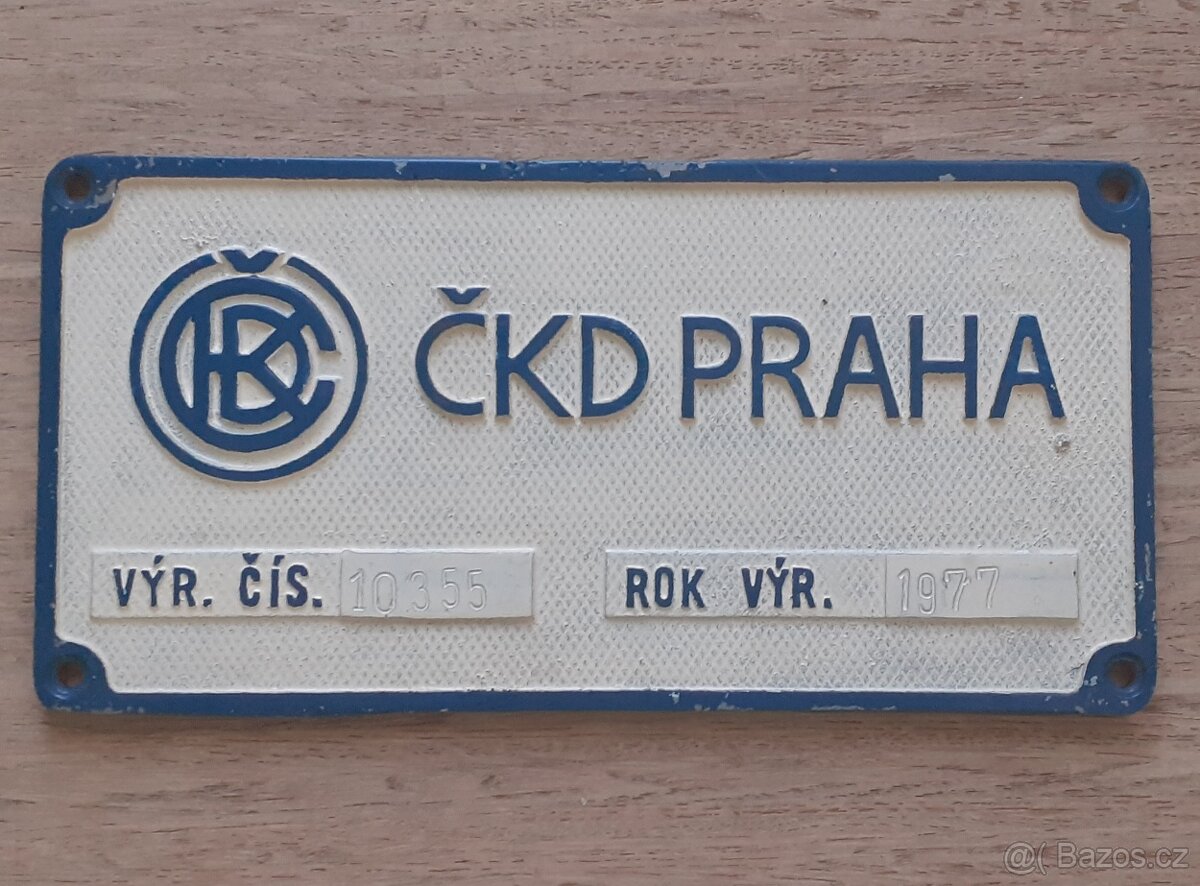 ČKD PRAHA
VÝR. ČÍS. 10355 ROK VÝR. 1977
@( Bazos.cz